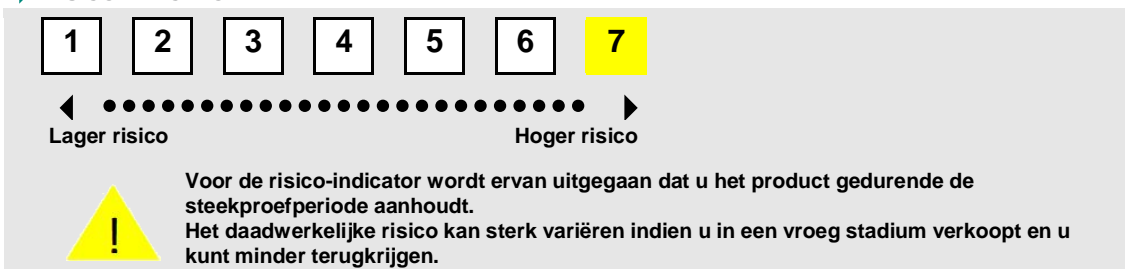 1 2 3 4 5 6 7
Lager risico Hoger risico
!
Voor de risico-indicator wordt ervan uitgegaan dat u het product gedurende de
steekproefperiode aanhoudt.
Het daadwerkelijke risico kan sterk variëren indien u in een vroeg stadium verkoopt en u
kunt minder terugkrijgen.